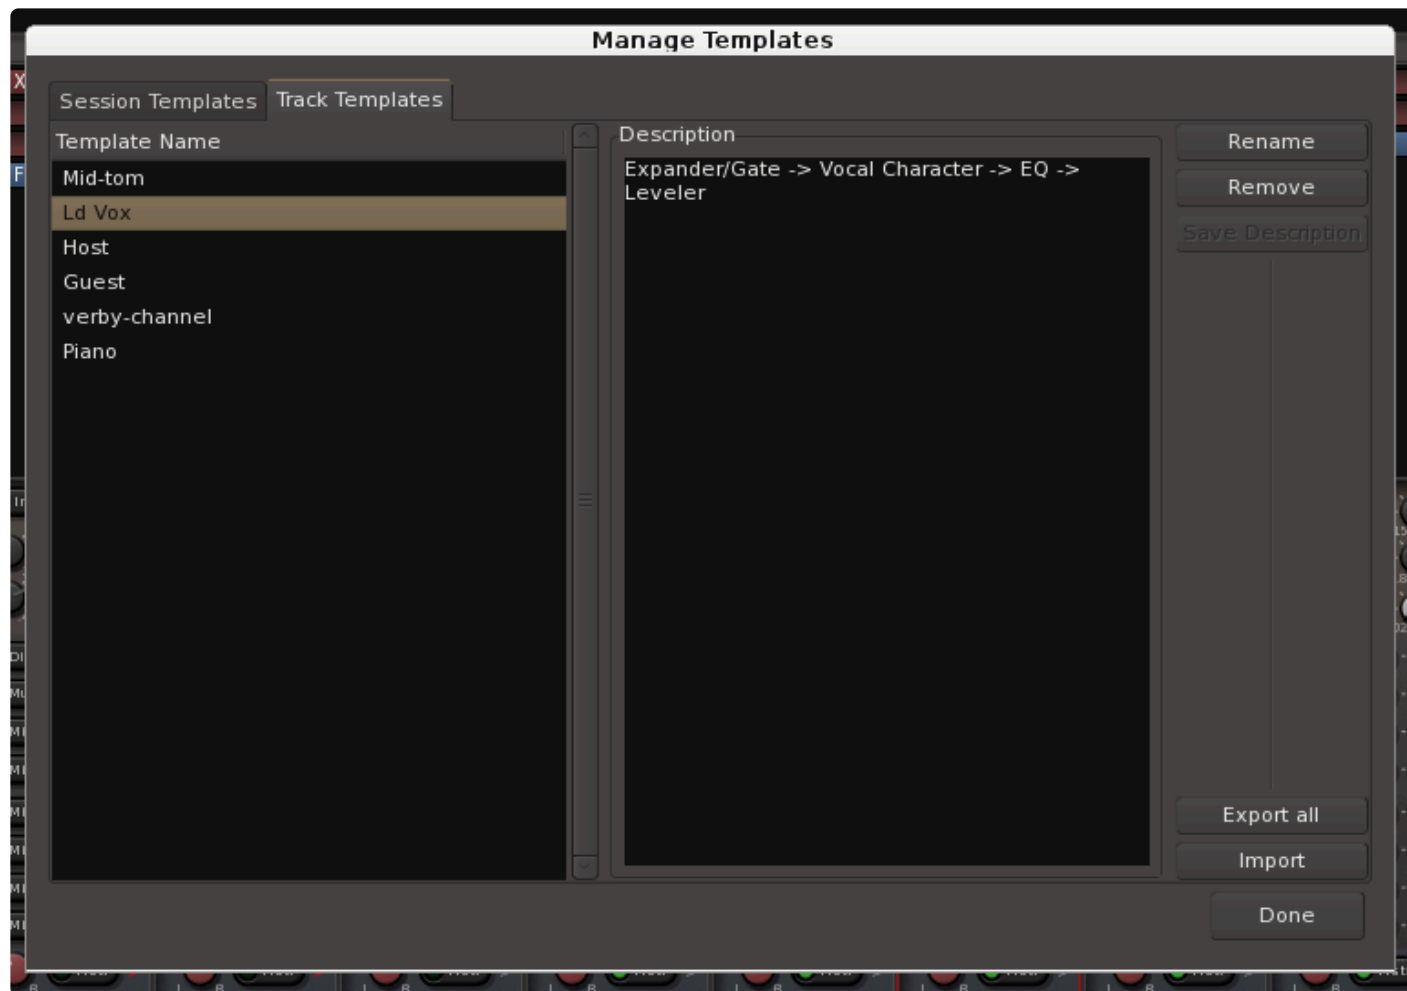 Manage Templates
Session Templates
Track Templates
Template Name
Mid-tom
Ld Vox
Host
Guest
verby-channel
Piano
Description
Expander/Gate -> Vocal Character -> EQ ->
Leveler
Rename
Remove
Save Description
Export all
Import
Done